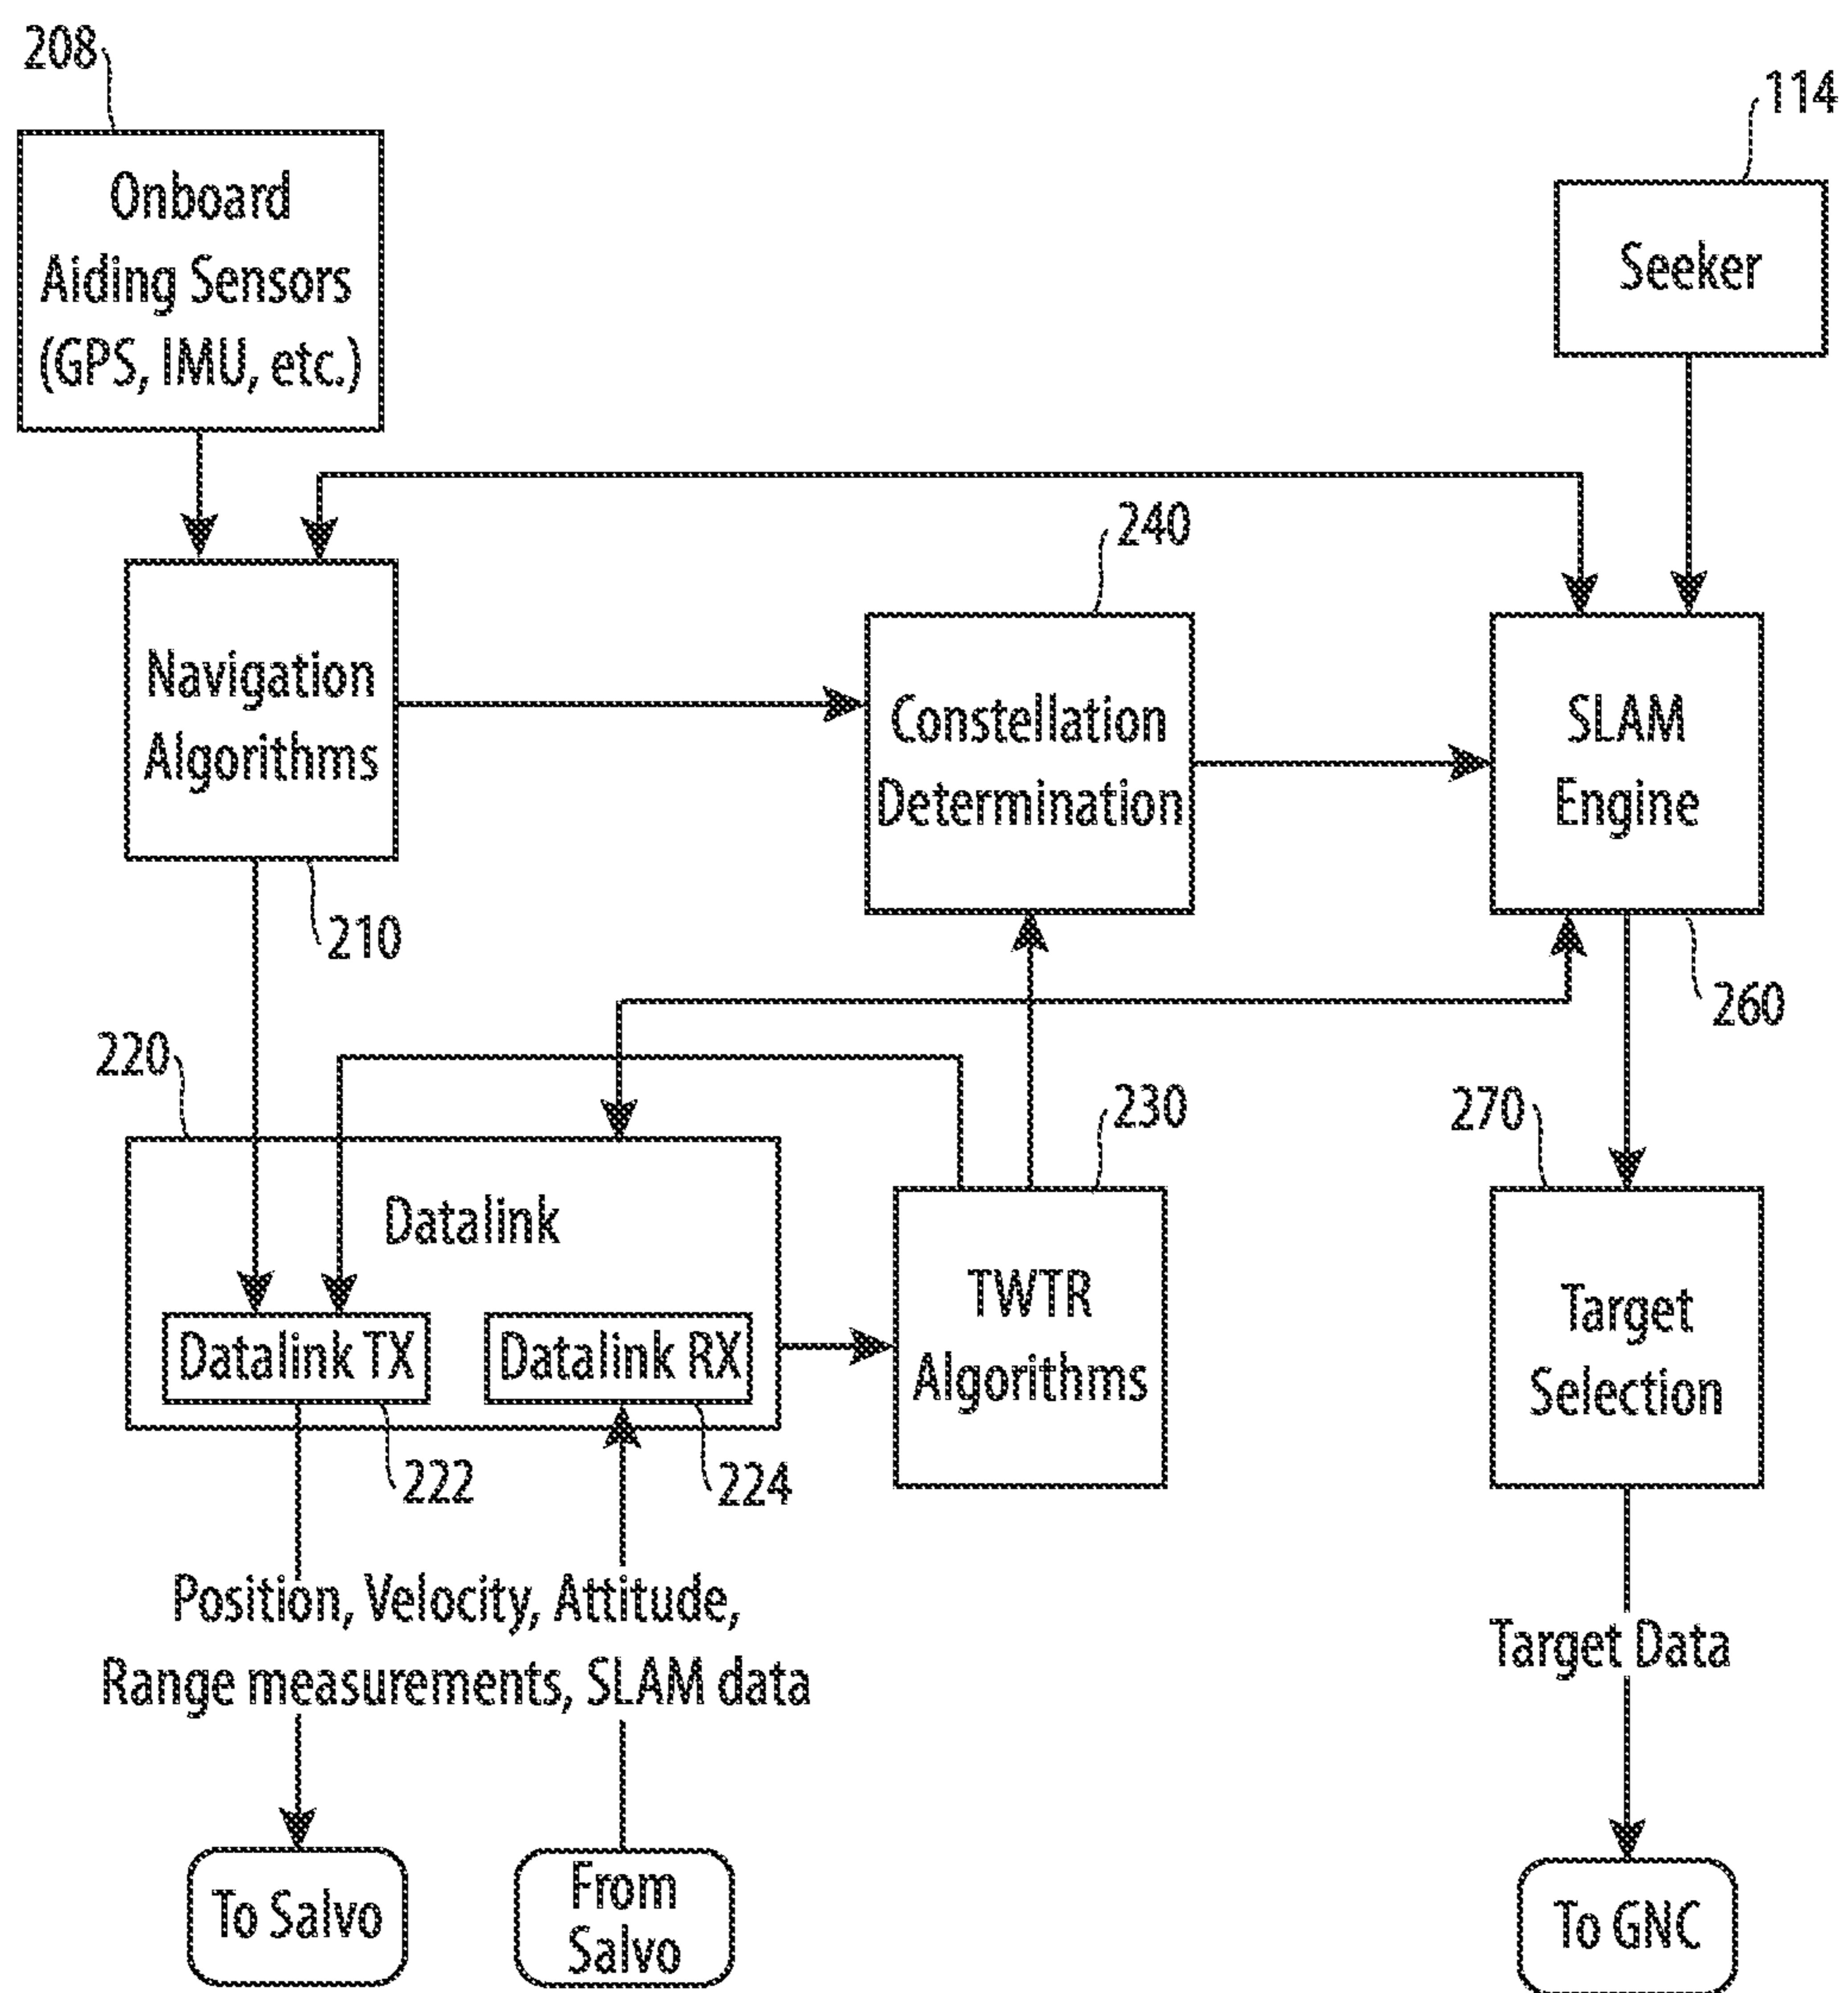 208
114
Onboard
Aiding Sensors
(GPS, IMU, etc.)
Seeker
240
Navigation
Algorithms
Constellation
Determination
SLAM
Engine
210
260
220
230
270
Datalink
Datalink TX
Datalink RX
TWTR
Algorithms
Target
Selection
222
224
Position, Velocity, Attitude,
Range measurements, SLAM data
Target Data
To Salvo
From
Salvo
To GNC